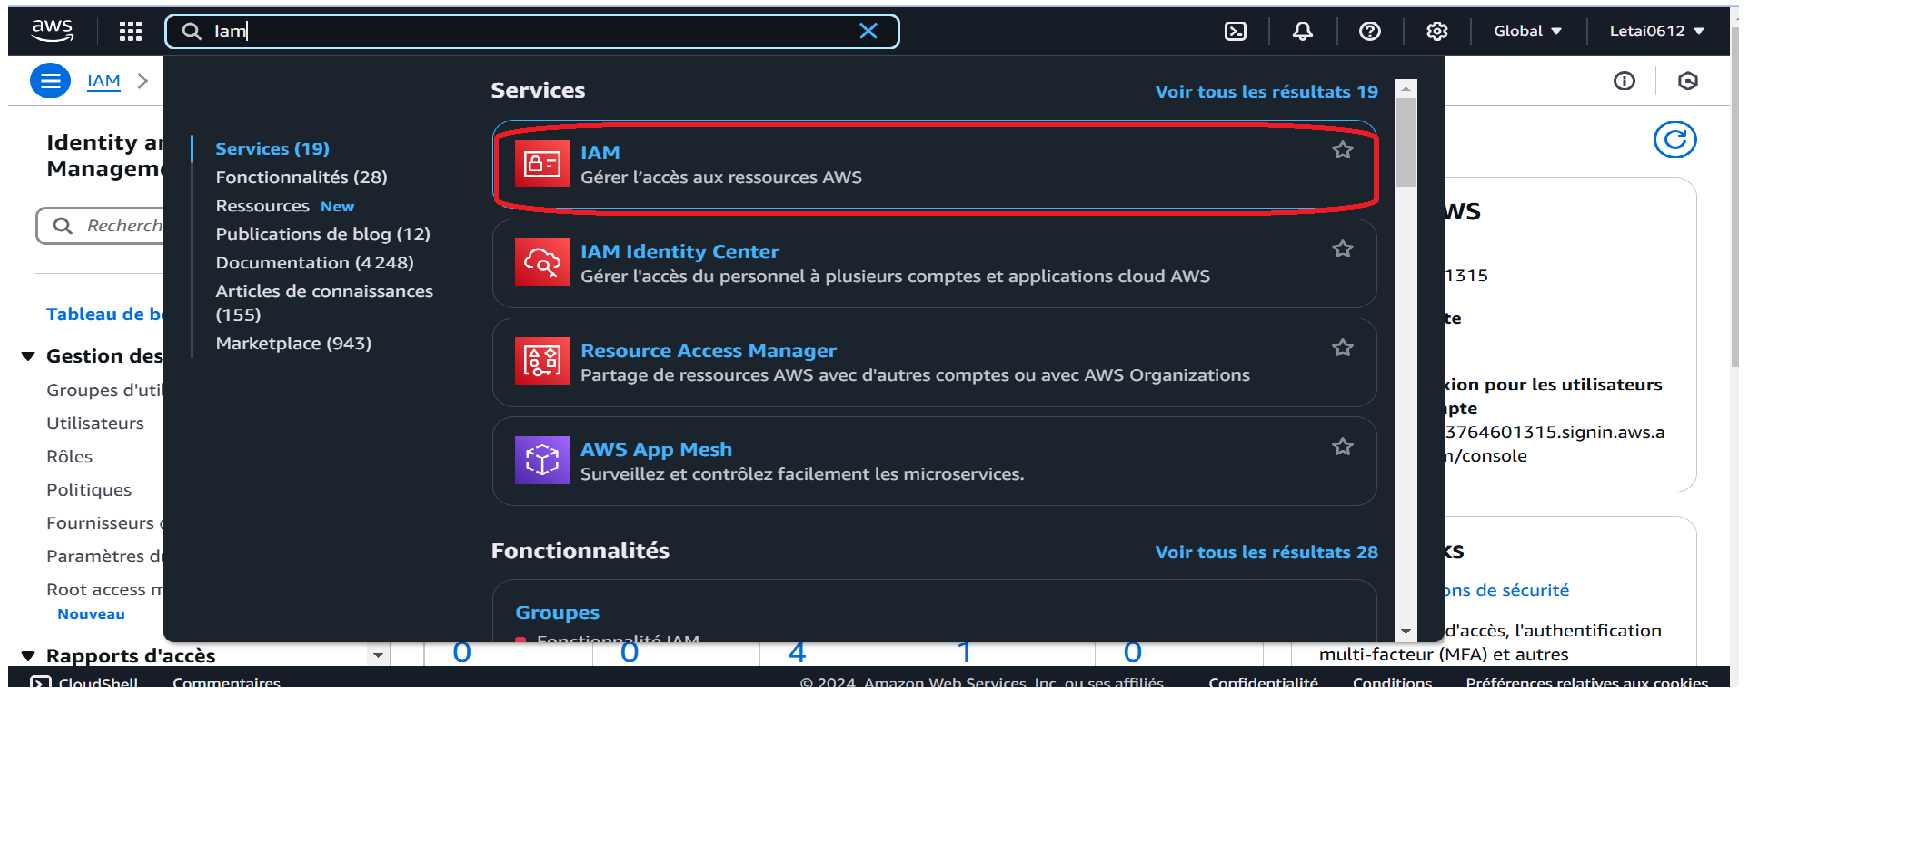 aws
Iam
Global
Letai0612
IAM
Identity a
Managem
Recherch
Tableau de b
Gestion des
Groupes d'util
Utilisateurs
Rôles
Politiques
Fournisseurs
Paramètres d
Root access m
Nouveau
Rapports d'accès
Services (19)
Fonctionnalités (28)
Ressources New
Publications de blog (12)
Documentation (4 248)
Articles de connaissances
(155)
Marketplace (943)
Services
Voir tous les résultats 19
IAM
Gérer l'accès aux ressources AWS
IAM Identity Center
Gérer l'accès du personnel à plusieurs comptes et applications cloud AWS
Resource Access Manager
Partage de ressources AWS avec d'autres comptes ou avec AWS Organizations
AWS App Mesh
Surveillez et contrôlez facilement les microservices.
Fonctionnalités
Voir tous les résultats 28
Groupes
Fonctionnalité IAM
0 0 4 1 0
WS
1315
te
xion pour les utilisateurs
pte
3764601315.signin.aws.a
n/console
ks
ons de sécurité
d'accès, l'authentification
multi-facteur (MFA) et autres
CloudShell
Commentaires
© 2024, Amazon Web Services, Inc. ou ses affiliés.
Confidentialité
Conditions
Préférences relatives aux cookies